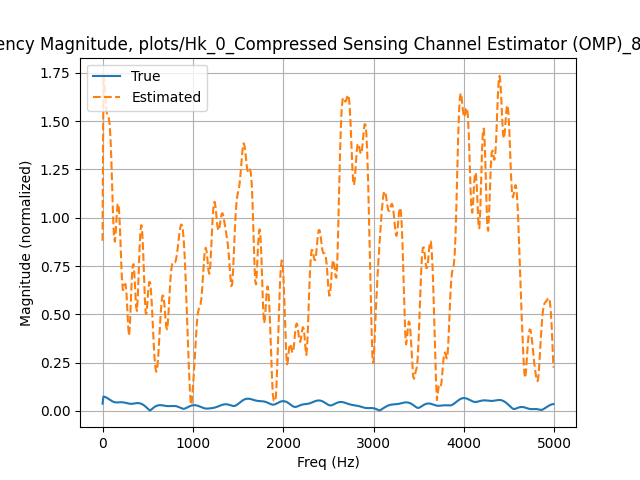 ency Magnitude, plots/Hk_0_Compressed Sensing Channel Estimator (OMP)_8
True
Estimated
Magnitude (normalized)
1.75
1.50
1.25
1.00
0.75
0.50
0.25
0.00
0 1000 2000 3000 4000 5000
Freq (Hz)